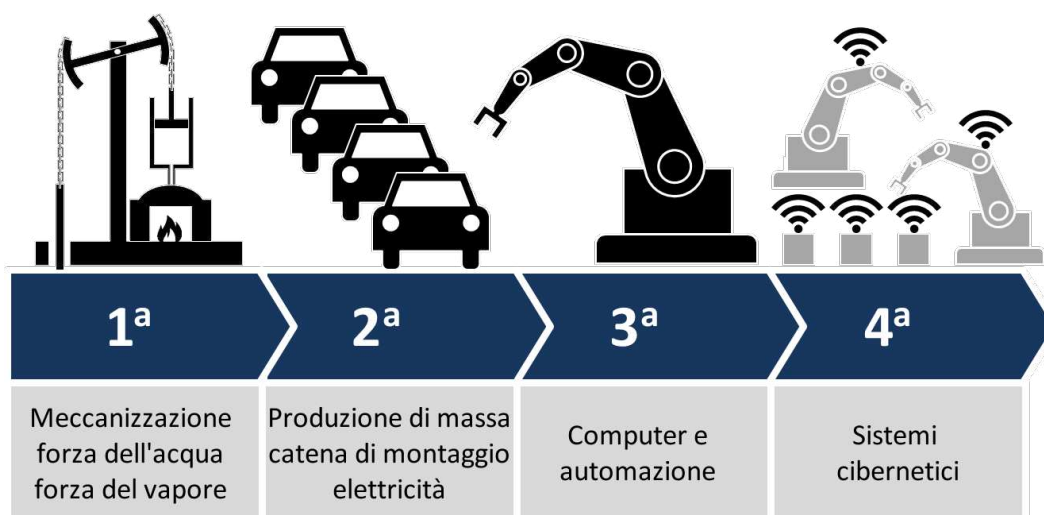 1ª
2ª
3ª
4ª
Meccanizzazione
forza dell'acqua
forza del vapore
Produzione di massa
catena di montaggio
elettricità
Computer e
automazione
Sistemi
cibernetici